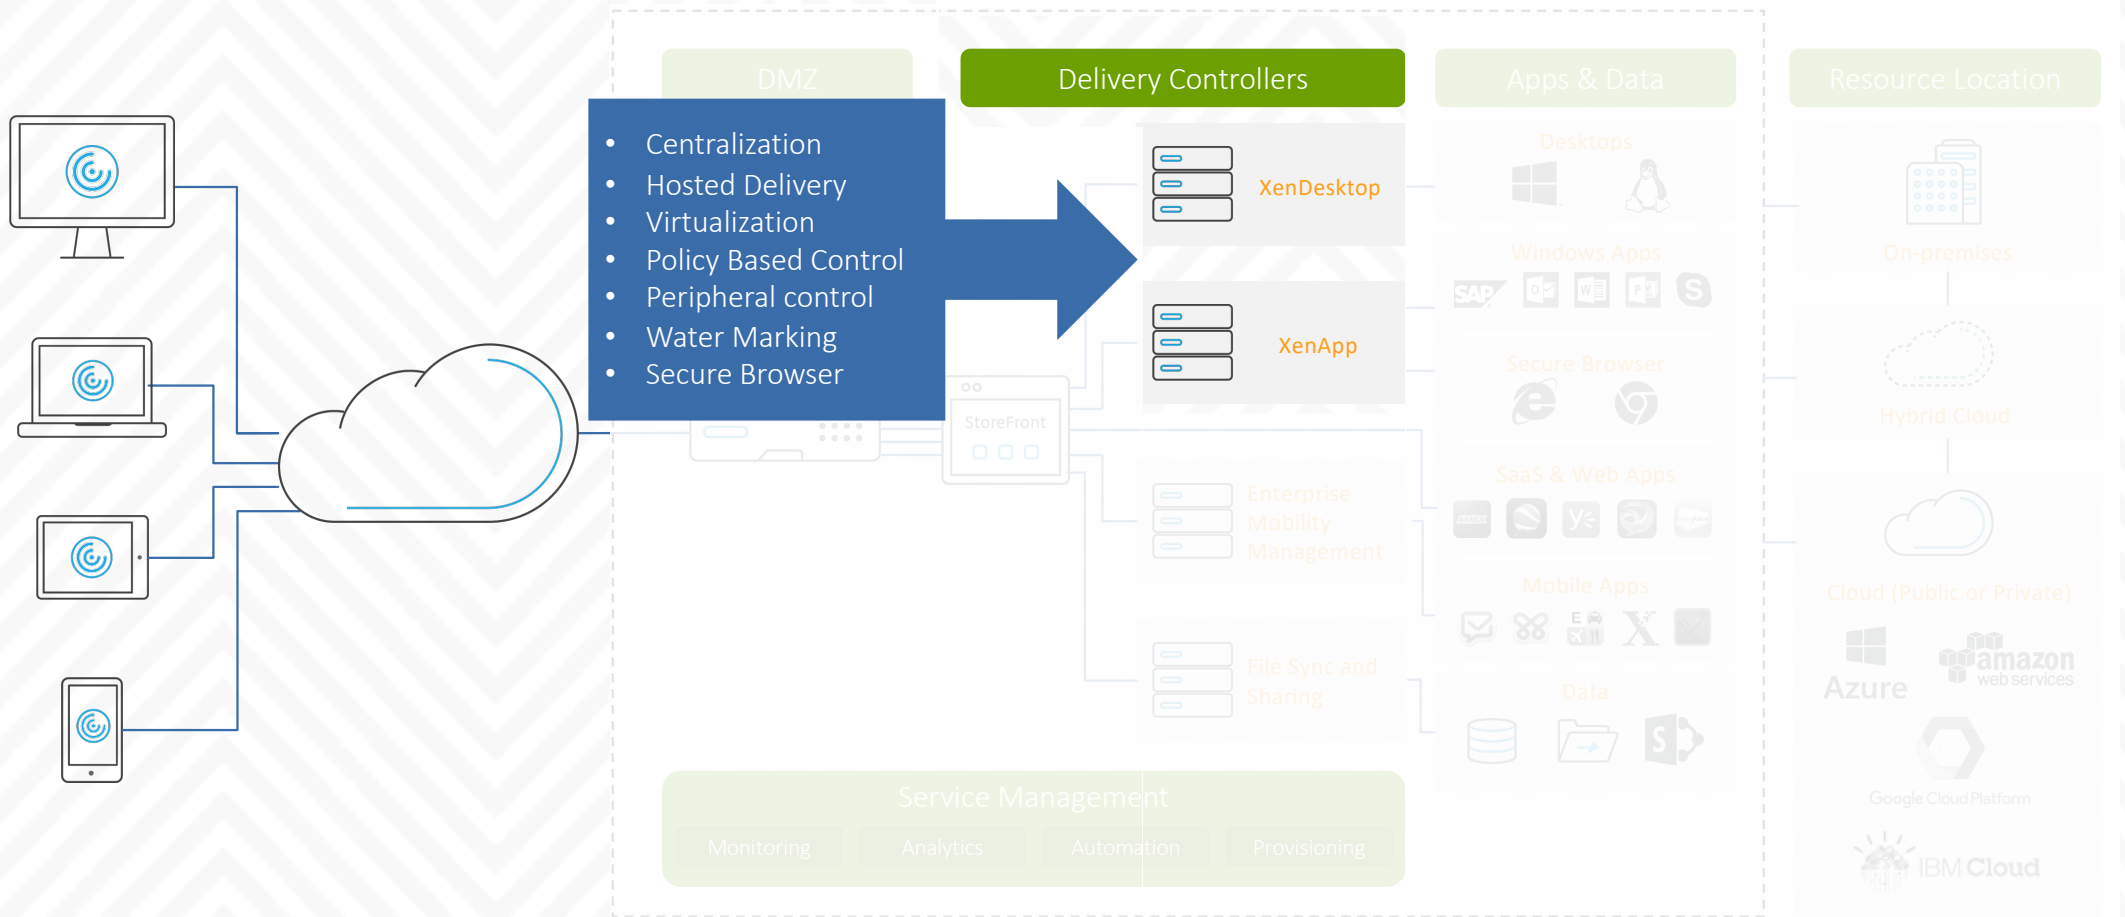 DMZ
Delivery Controllers
Apps & Data
Resource Location
• Centralization
• Hosted Delivery
• Virtualization
• Policy Based Control
• Peripheral control
• Water Marking
• Secure Browser
XenDesktop
XenApp
StoreFront
Enterprise
Mobility
Management
File Sync and
Sharing
Desktops
Windows Apps
SAP
Secure Browser
SaaS & Web Apps
Mobile Apps
Data
On-premises
Hybrid Cloud
Cloud (Public or Private)
Azure
amazon
web services
Google Cloud Platform
IBM Cloud
Service Management
Monitoring
Analytics
Automation
Provisioning